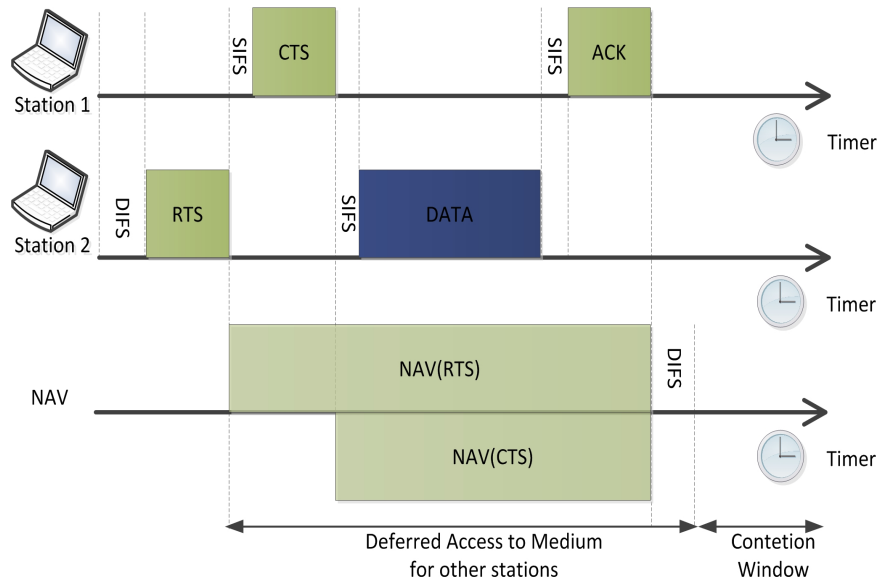 SIFS
CTS
SIFS
ACK
Station 1
Timer
DIFS
RTS
SIFS
DATA
Station 2
Timer
NAV(RTS)
DIFS
NAV
NAV(CTS)
Timer
Deferred Access to Medium
for other stations
Contetion
Window